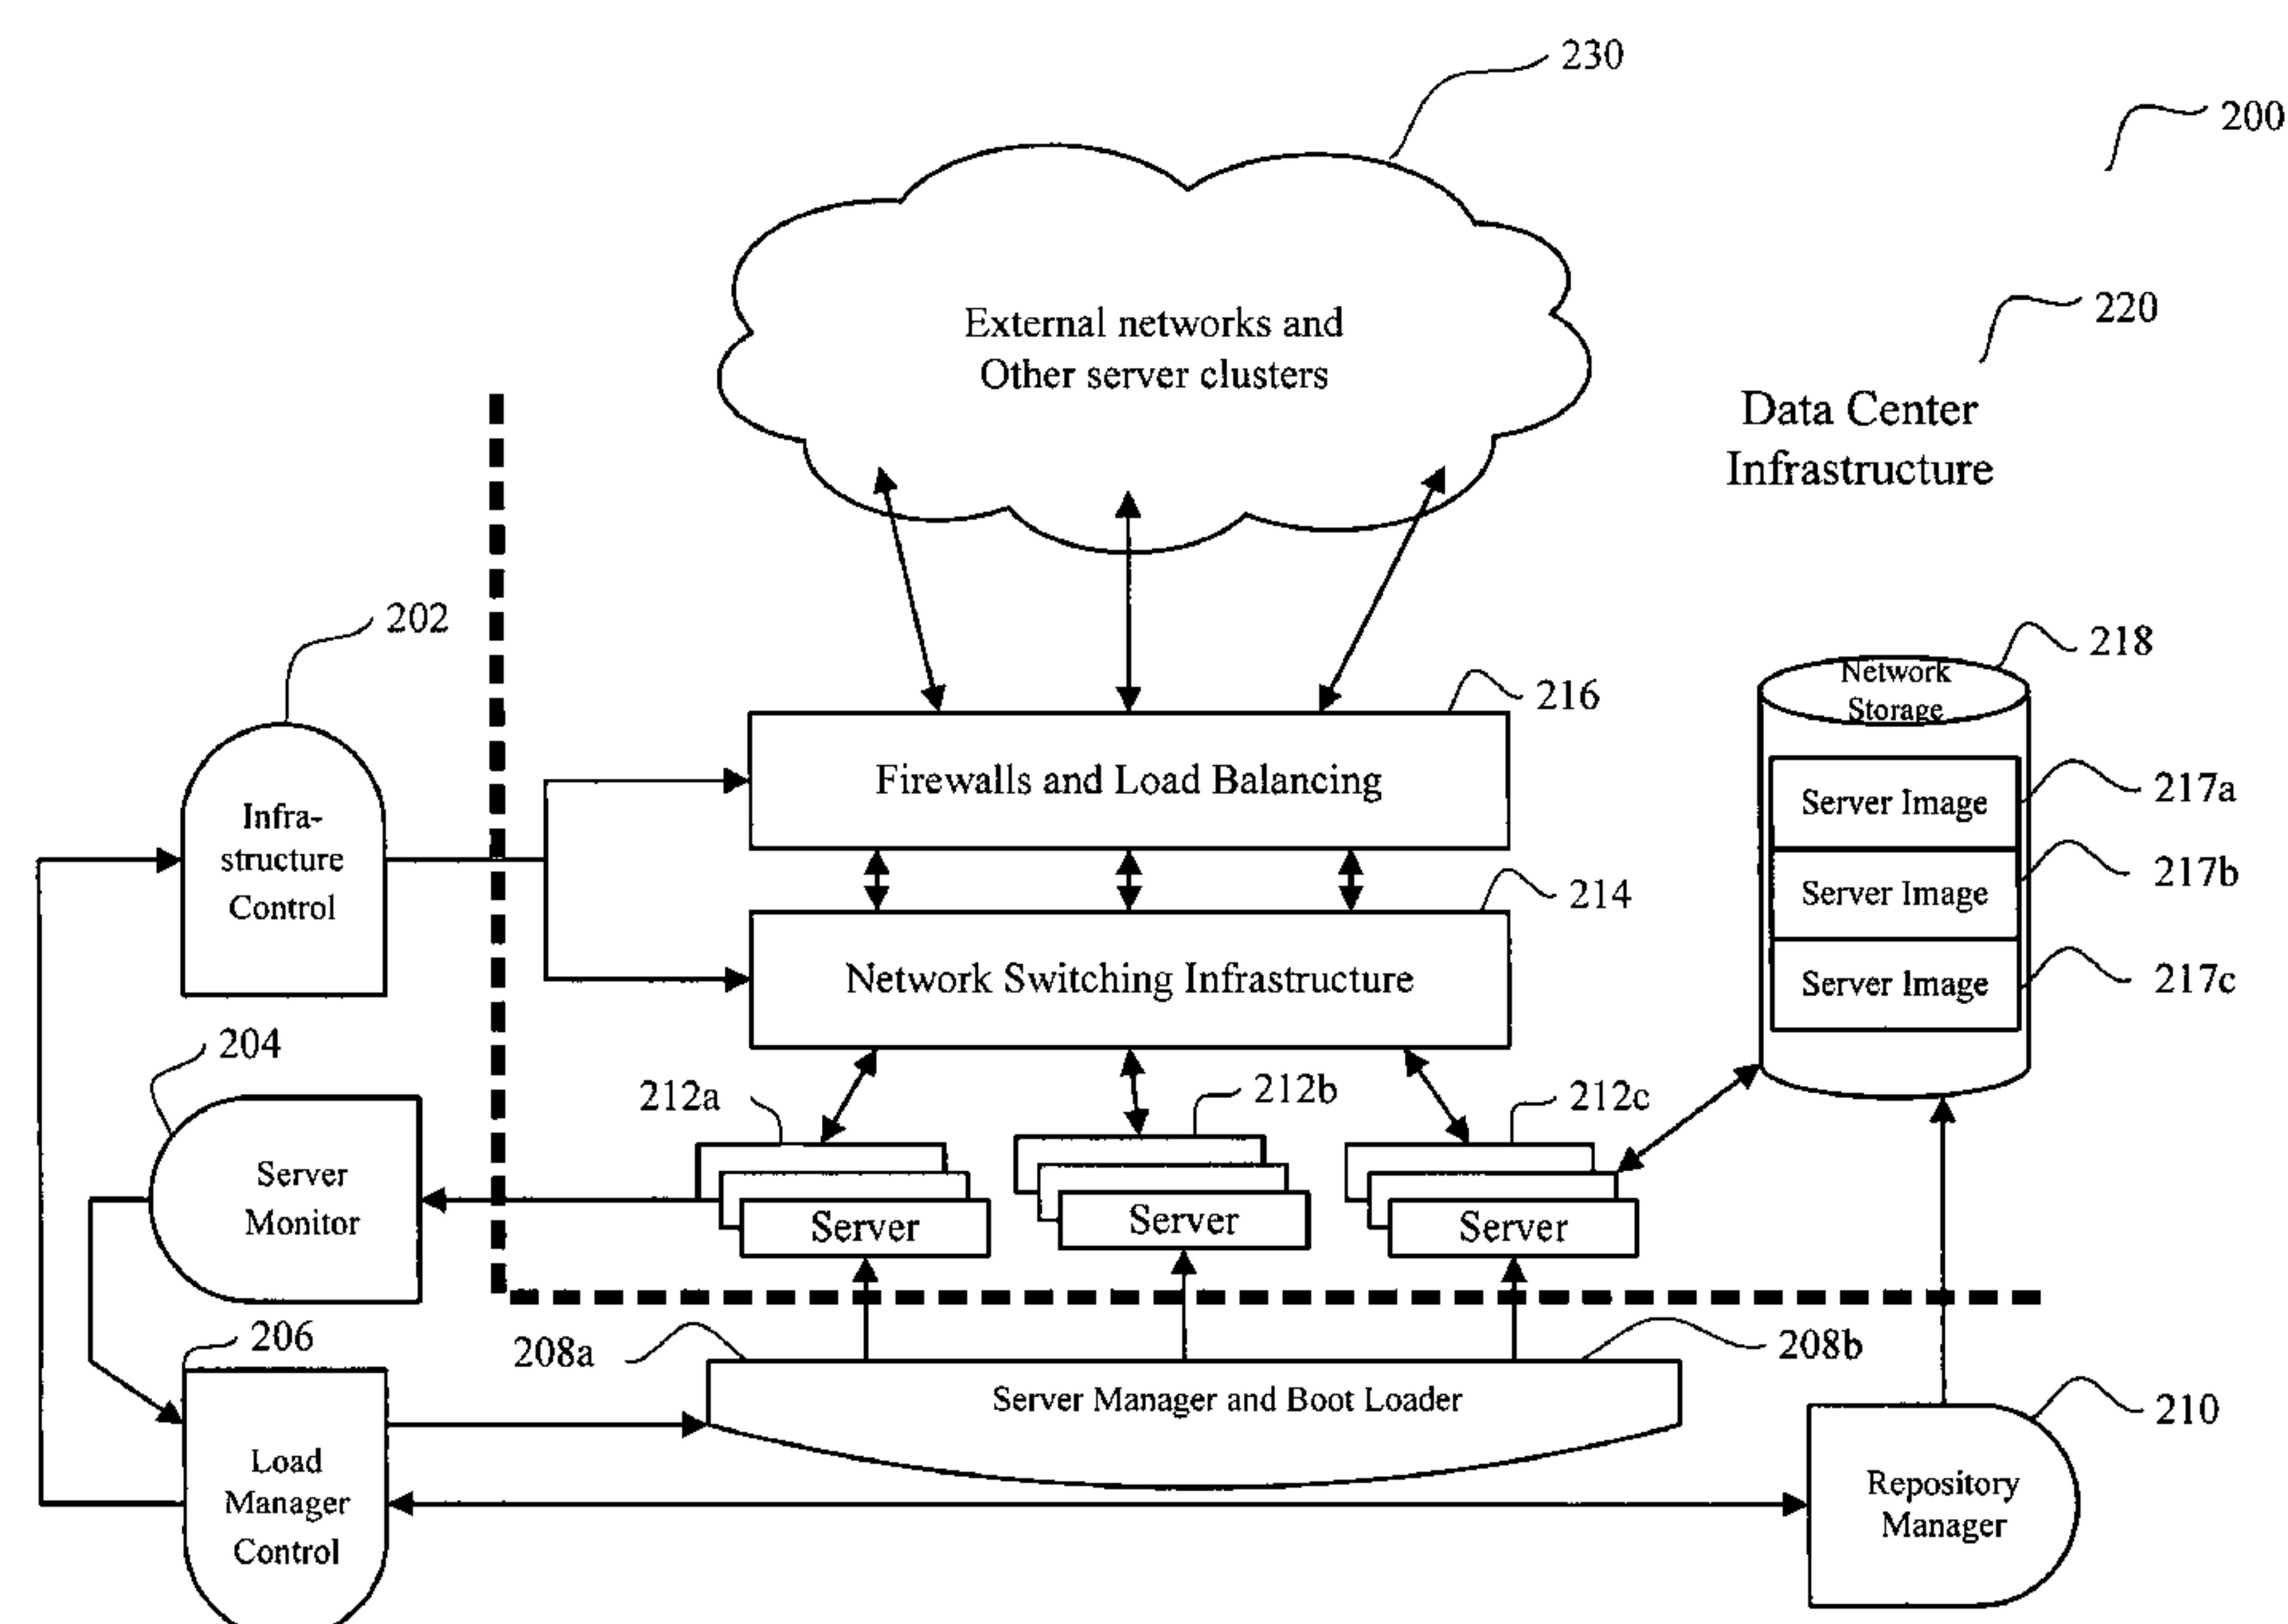 230
200
External networks and
Other server clusters
220
Data Center
Infrastructure
202
216
218
Network
Storage
Infra-
structure
Control
Firewalls and Load Balancing
Server Image
217a
Server Image
217b
Server Image
217c
214
Network Switching Infrastructure
204
212a
212b
212c
Server
Monitor
Server
Server
Server
206
208a
208b
Server Manager and Boot Loader
210
Load
Manager
Control
Repository
Manager